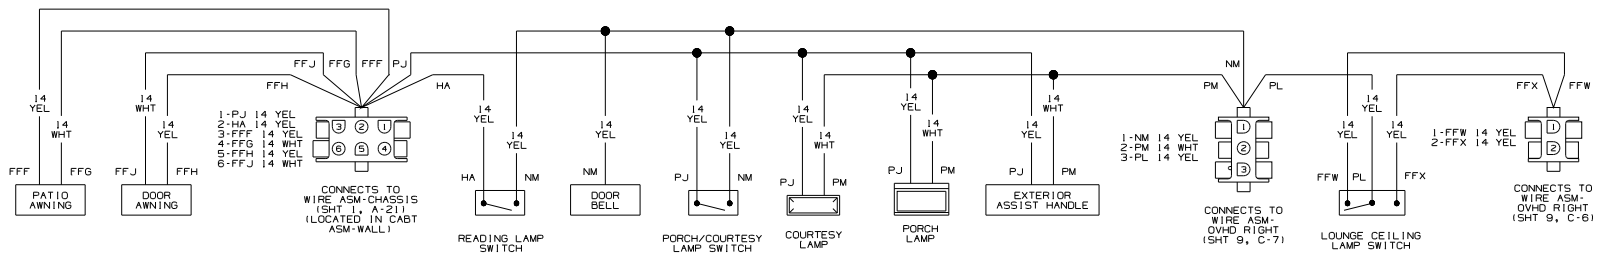 FFJ FFG FFF PJ
NM
FFH HA
PM PL
FFX FFW
14 YEL
14 WHT
14 WHT
14 YEL
1-PJ 14 YEL
2-HA 14 YEL
3-FFF 14 YEL
4-FFG 14 WHT
5-FFH 14 YEL
6-FFJ 14 WHT
3 2 1
6 5 4
14 YEL
14 YEL
14 YEL
14 YEL
14 YEL
14 YEL
14 WHT
14 YEL
14 WHT
14 YEL
14 WHT
1-NM 14 YEL
2-PM 14 WHT
3-PL 14 YEL
1
2
3
14 YEL
14 YEL
14 YEL
1-FFW 14 YEL
2-FFX 14 YEL
1
2
FFF FFG
FFJ FFH
HA NM
NM
PJ NM
PJ PM
PJ PM
PJ PM
FFW PL FFX
PATIO
AWNING
DOOR
AWNING
CONNECTS TO
WIRE ASM-CHASSIS
(SHT 1, A-21)
(LOCATED IN CABT
ASM-WALL)
READING LAMP
SWITCH
DOOR
BELL
PORCH/COURTESY
LAMP SWITCH
COURTESY
LAMP
PORCH
LAMP
EXTERIOR
ASSIST HANDLE
CONNECTS TO
WIRE ASM-
OVHD RIGHT
(SHT 9, C-7)
LOUNGE CEILING
LAMP SWITCH
CONNECTS TO
WIRE ASM-
OVHD RIGHT
(SHT 9, C-6)